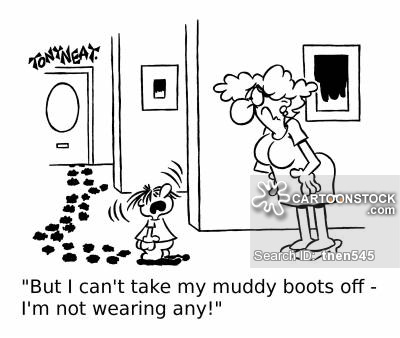 TONY NEAT.
CARTOONSTOCK
.com
Search ID: tnen545
"But I can't take my muddy boots off -
I'm not wearing any!"